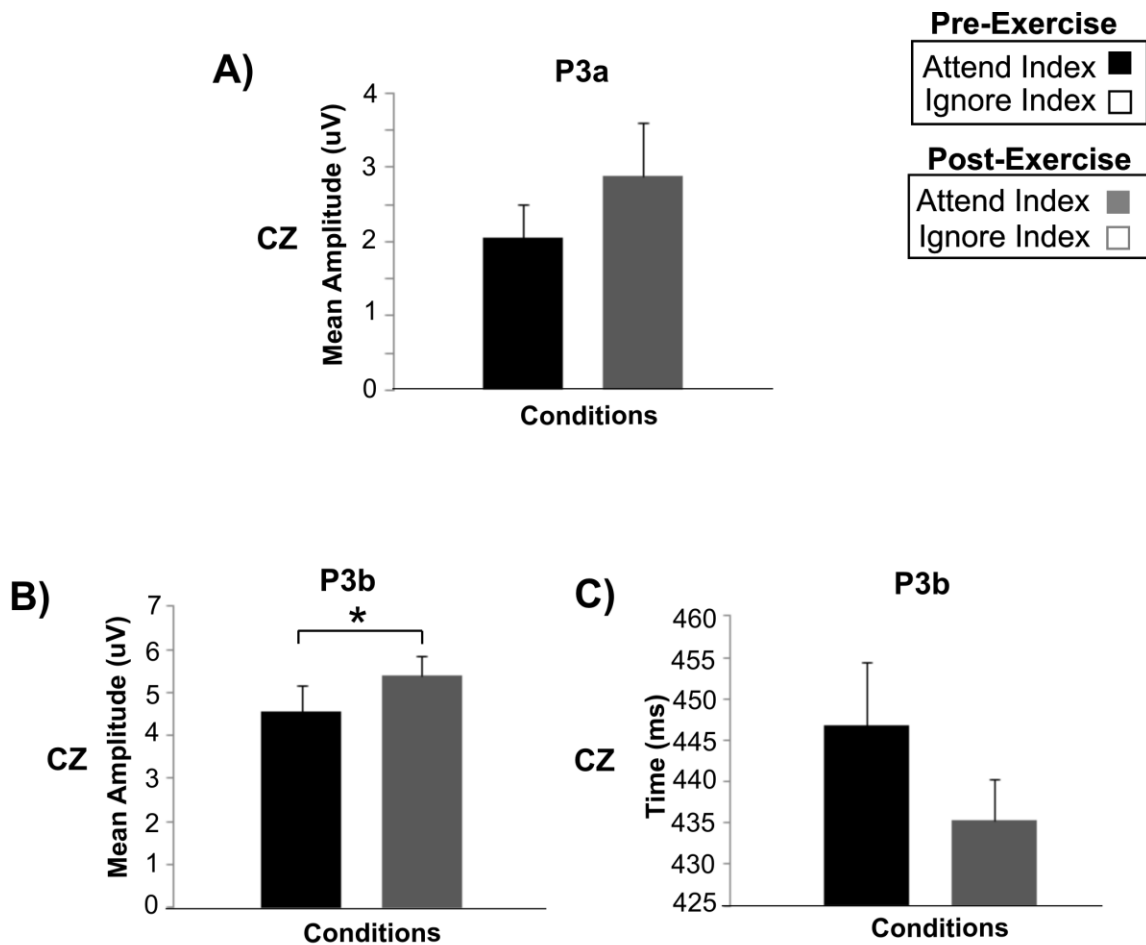 Pre-Exercise
Attend Index
Ignore Index
Post-Exercise
Attend Index
Ignore Index
A)
P3a
CZ
Mean Amplitude (uV)
4
3
2
1
0
Conditions
B)
P3b
CZ
Mean Amplitude (uV)
7
6
5
4
3
2
1
0
*
Conditions
C)
P3b
CZ
Time (ms)
460
455
450
445
440
435
430
425
Conditions